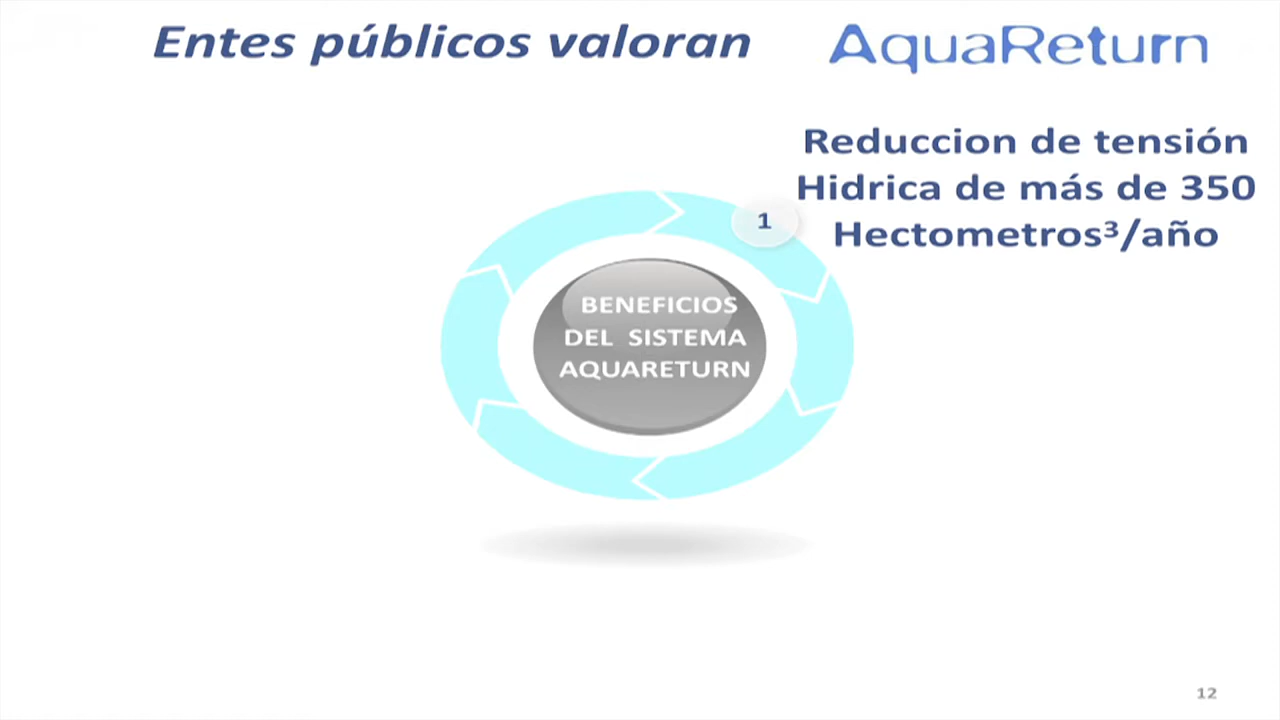 Entes públicos valoran
AquaReturn
Reduccion de tensión
Hidrica de más de 350
Hectometros³/año
1
BENEFICIOS
DEL SISTEMA
AQUARETURN
12